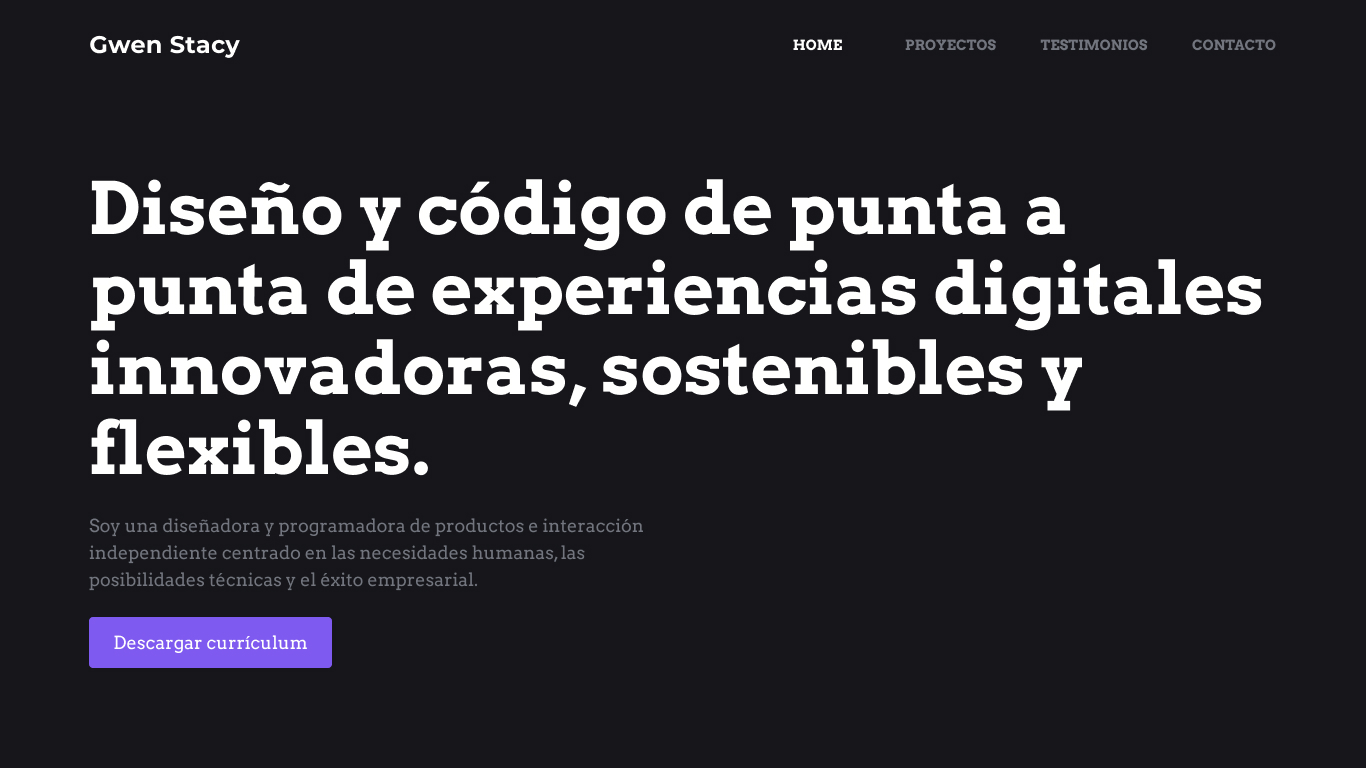 Gwen Stacy
HOME PROYECTOS TESTIMONIOS CONTACTO
Diseño y código de punta a
punta de experiencias digitales
innovadoras, sostenibles y
flexibles.
Soy una diseñadora y programadora de productos e interacción
independiente centrado en las necesidades humanas, las
posibilidades técnicas y el éxito empresarial.
Descargar currículum